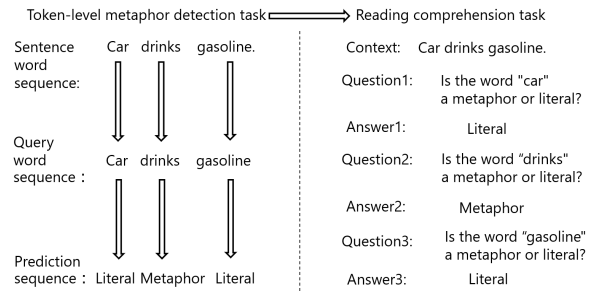 Token-level metaphor detection task
Reading comprehension task
Sentence word sequence:
Car drinks gasoline.
Query word sequence：
Car drinks gasoline
Prediction sequence：
Literal Metaphor Literal
Context: Car drinks gasoline.
Question1: Is the word "car"
a metaphor or literal?
Answer1: Literal
Question2: Is the word “drinks"
a metaphor or literal?
Answer2: Metaphor
Question3: Is the word “gasoline"
a metaphor or literal?
Answer3: Literal